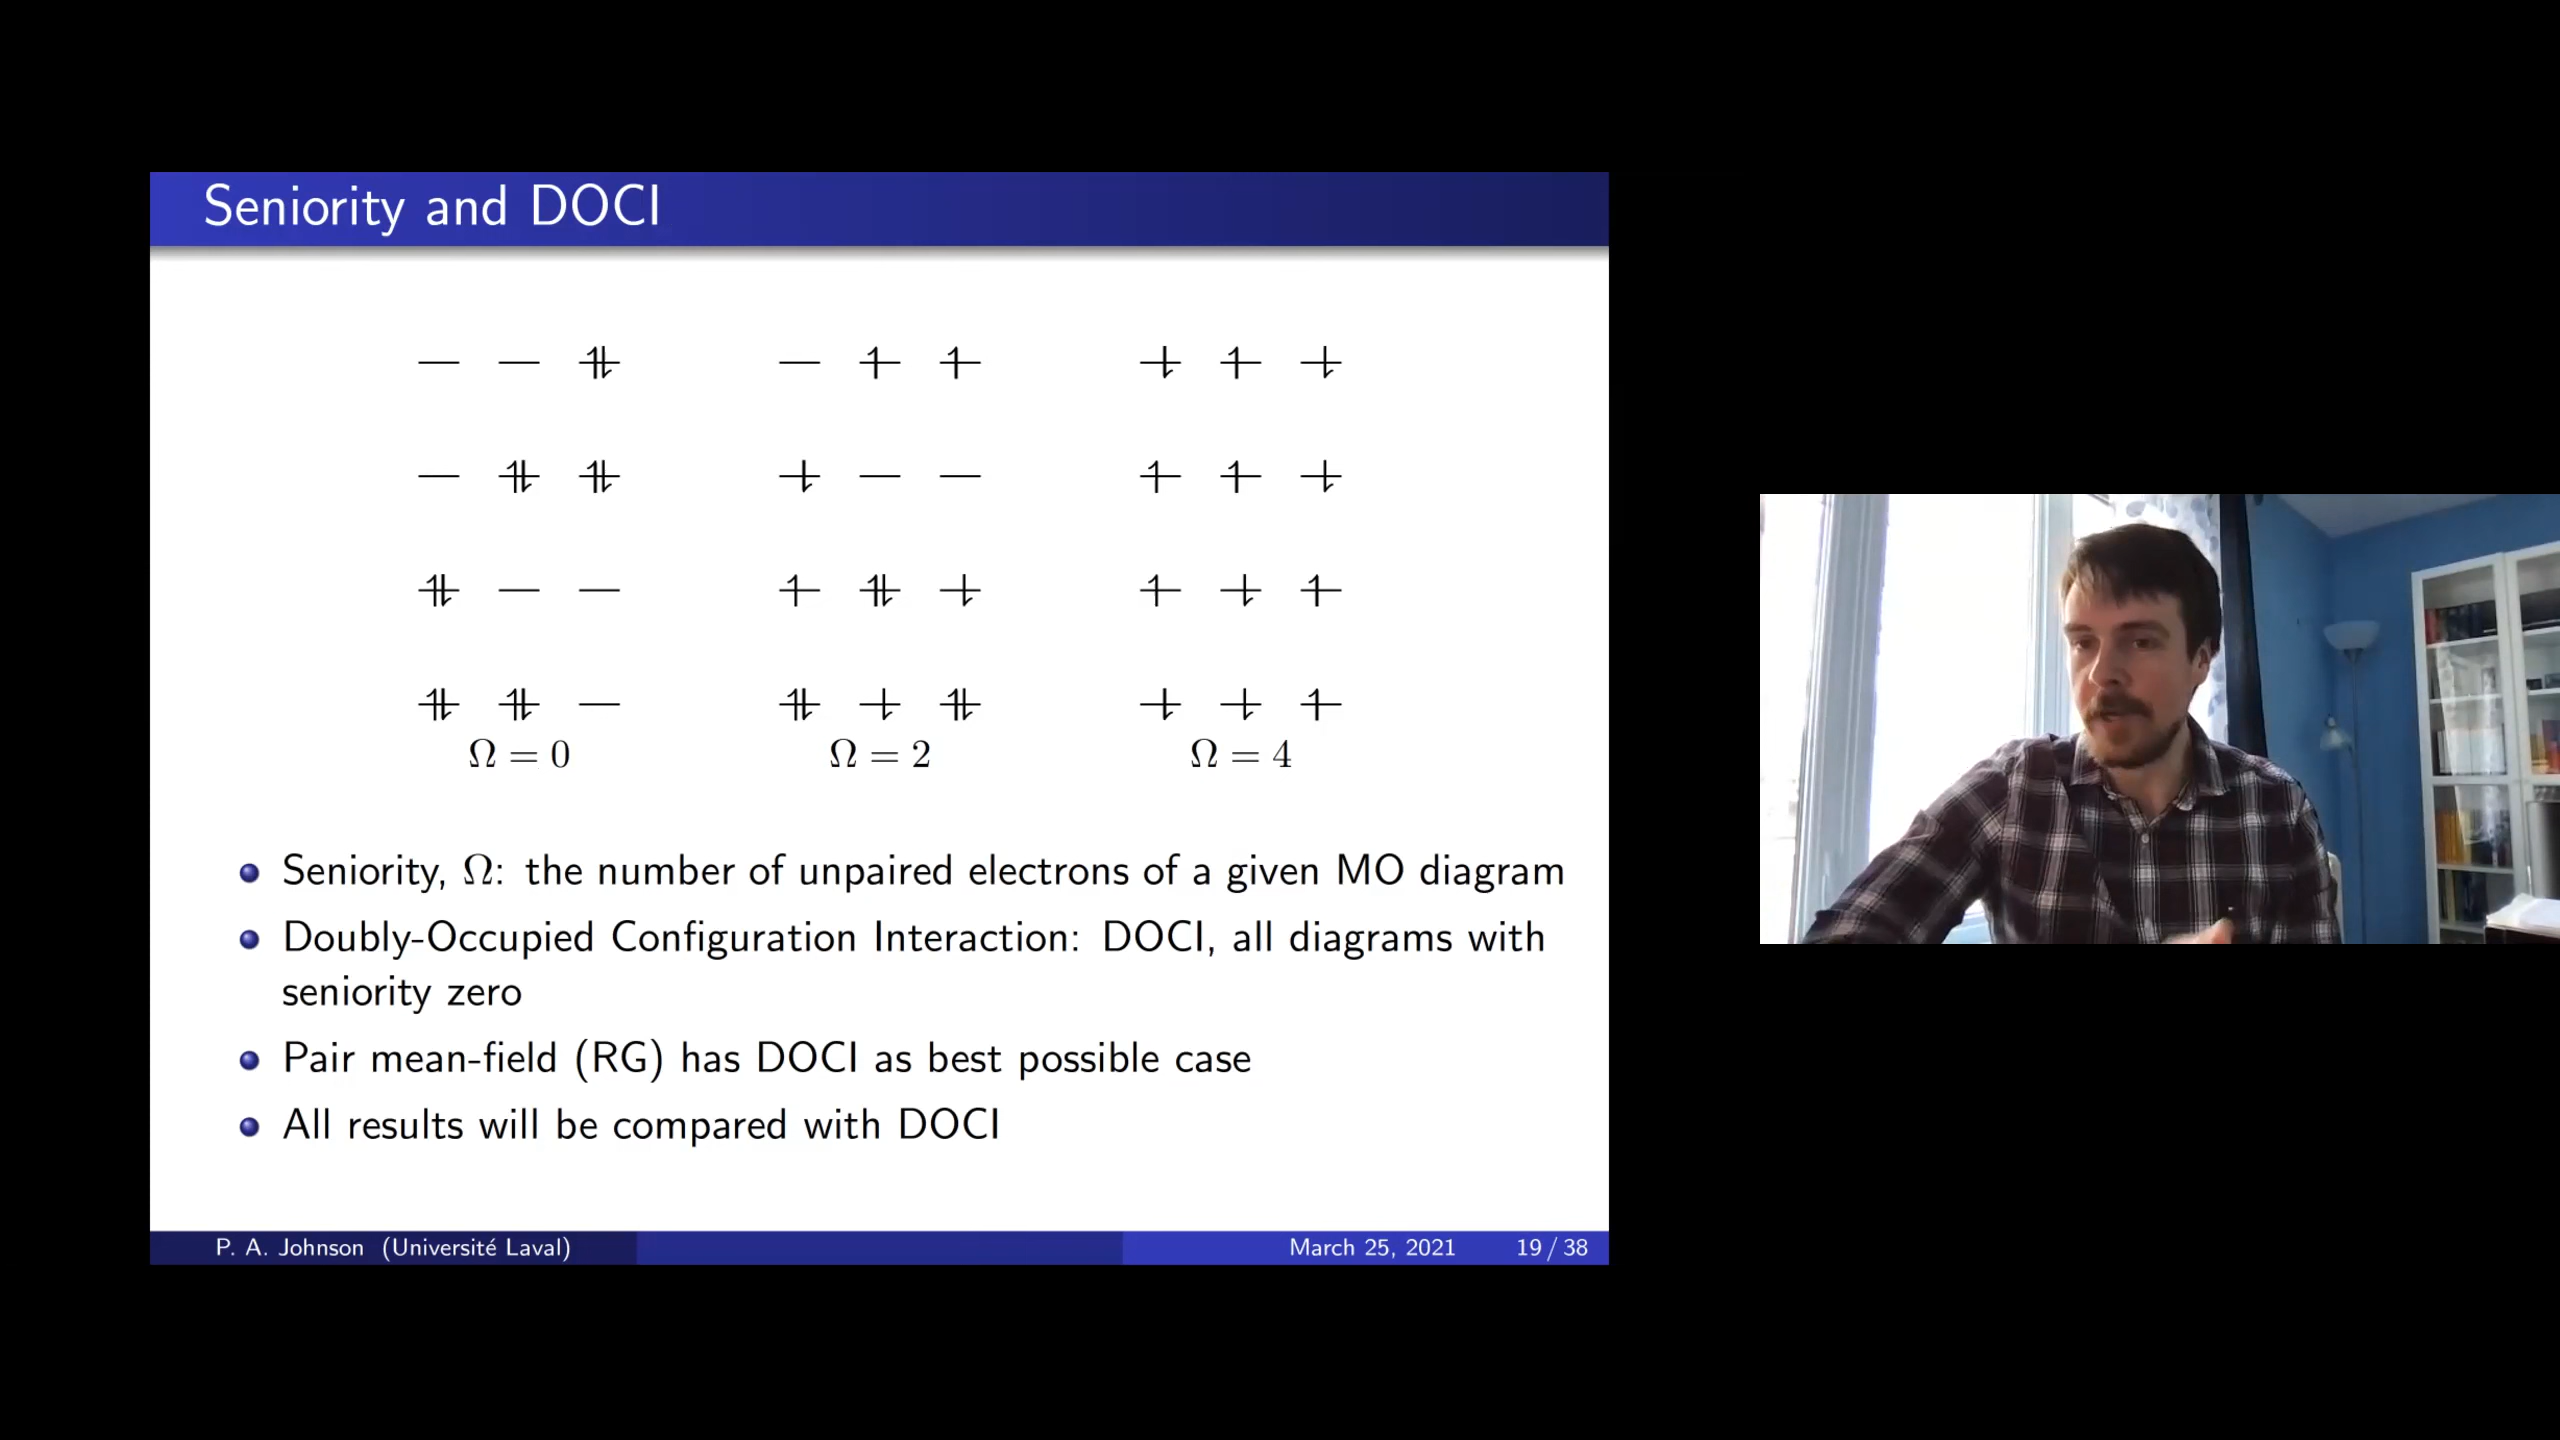 Seniority and DOCI
Ω = 0 Ω = 2 Ω = 4
Seniority, Ω: the number of unpaired electrons of a given MO diagram
Doubly-Occupied Configuration Interaction: DOCI, all diagrams with
seniority zero
Pair mean-field (RG) has DOCI as best possible case
All results will be compared with DOCI
P. A. Johnson (Université Laval) March 25, 2021 19 / 38